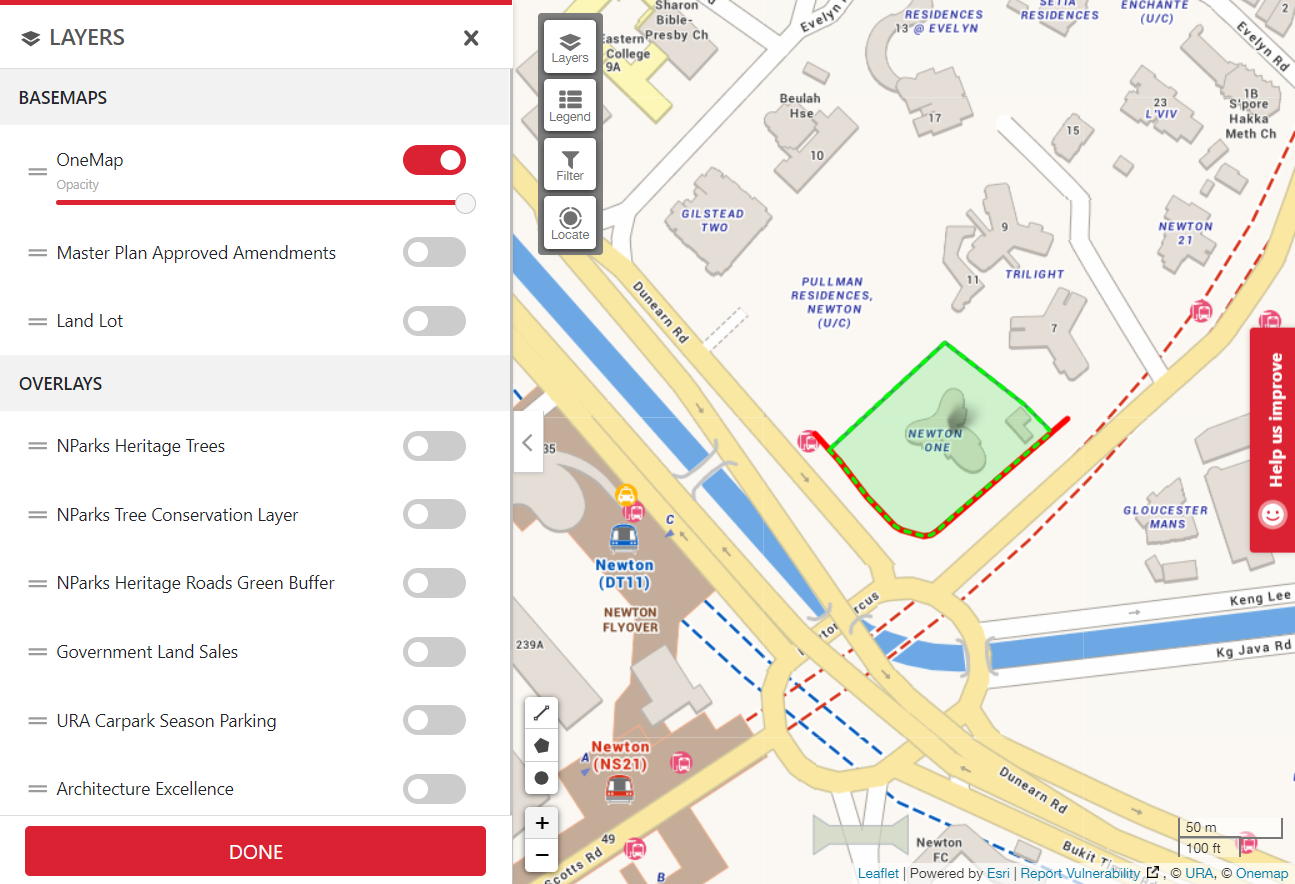 LAYERS
BASEMAPS
OneMap
Opacity
Master Plan Approved Amendments
Land Lot
OVERLAYS
NParks Heritage Trees
NParks Tree Conservation Layer
NParks Heritage Roads Green Buffer
Government Land Sales
URA Carpark Season Parking
Architecture Excellence
DONE
Layers
Legend
Filter
Locate
Sharon
Bible-
Presby Ch
Eastern
College
9A
Evelyn
RESIDENCES
13 @ EVELYN
SETIA
RESIDENCES
ENCHANTE
(U/C)
2
Evelyn Rd
Beulah
Hse
10
17
15
23
L'VIV
1B
S'pore
Hakka
Meth Ch
GILSTEAD
TWO
9
NEWTON
21
11
TRILIGHT
7
PULLMAN
RESIDENCES,
NEWTON
(U/C)
Dunearn Rd
NEWTON
ONE
Help us improve
GLOUCESTER
MANS
35
C
Newton
(DT11)
NEWTON
FLYOVER
239A
Keng Lee
Kg Java Rd
A
Newton
(NS21)
Dunearn Rd
49
Scotts Rd
B
Newton
FC
Bukit
+
−
50 m
100 ft
Leaflet | Powered by Esri | Report Vulnerability , © URA, © Onemap